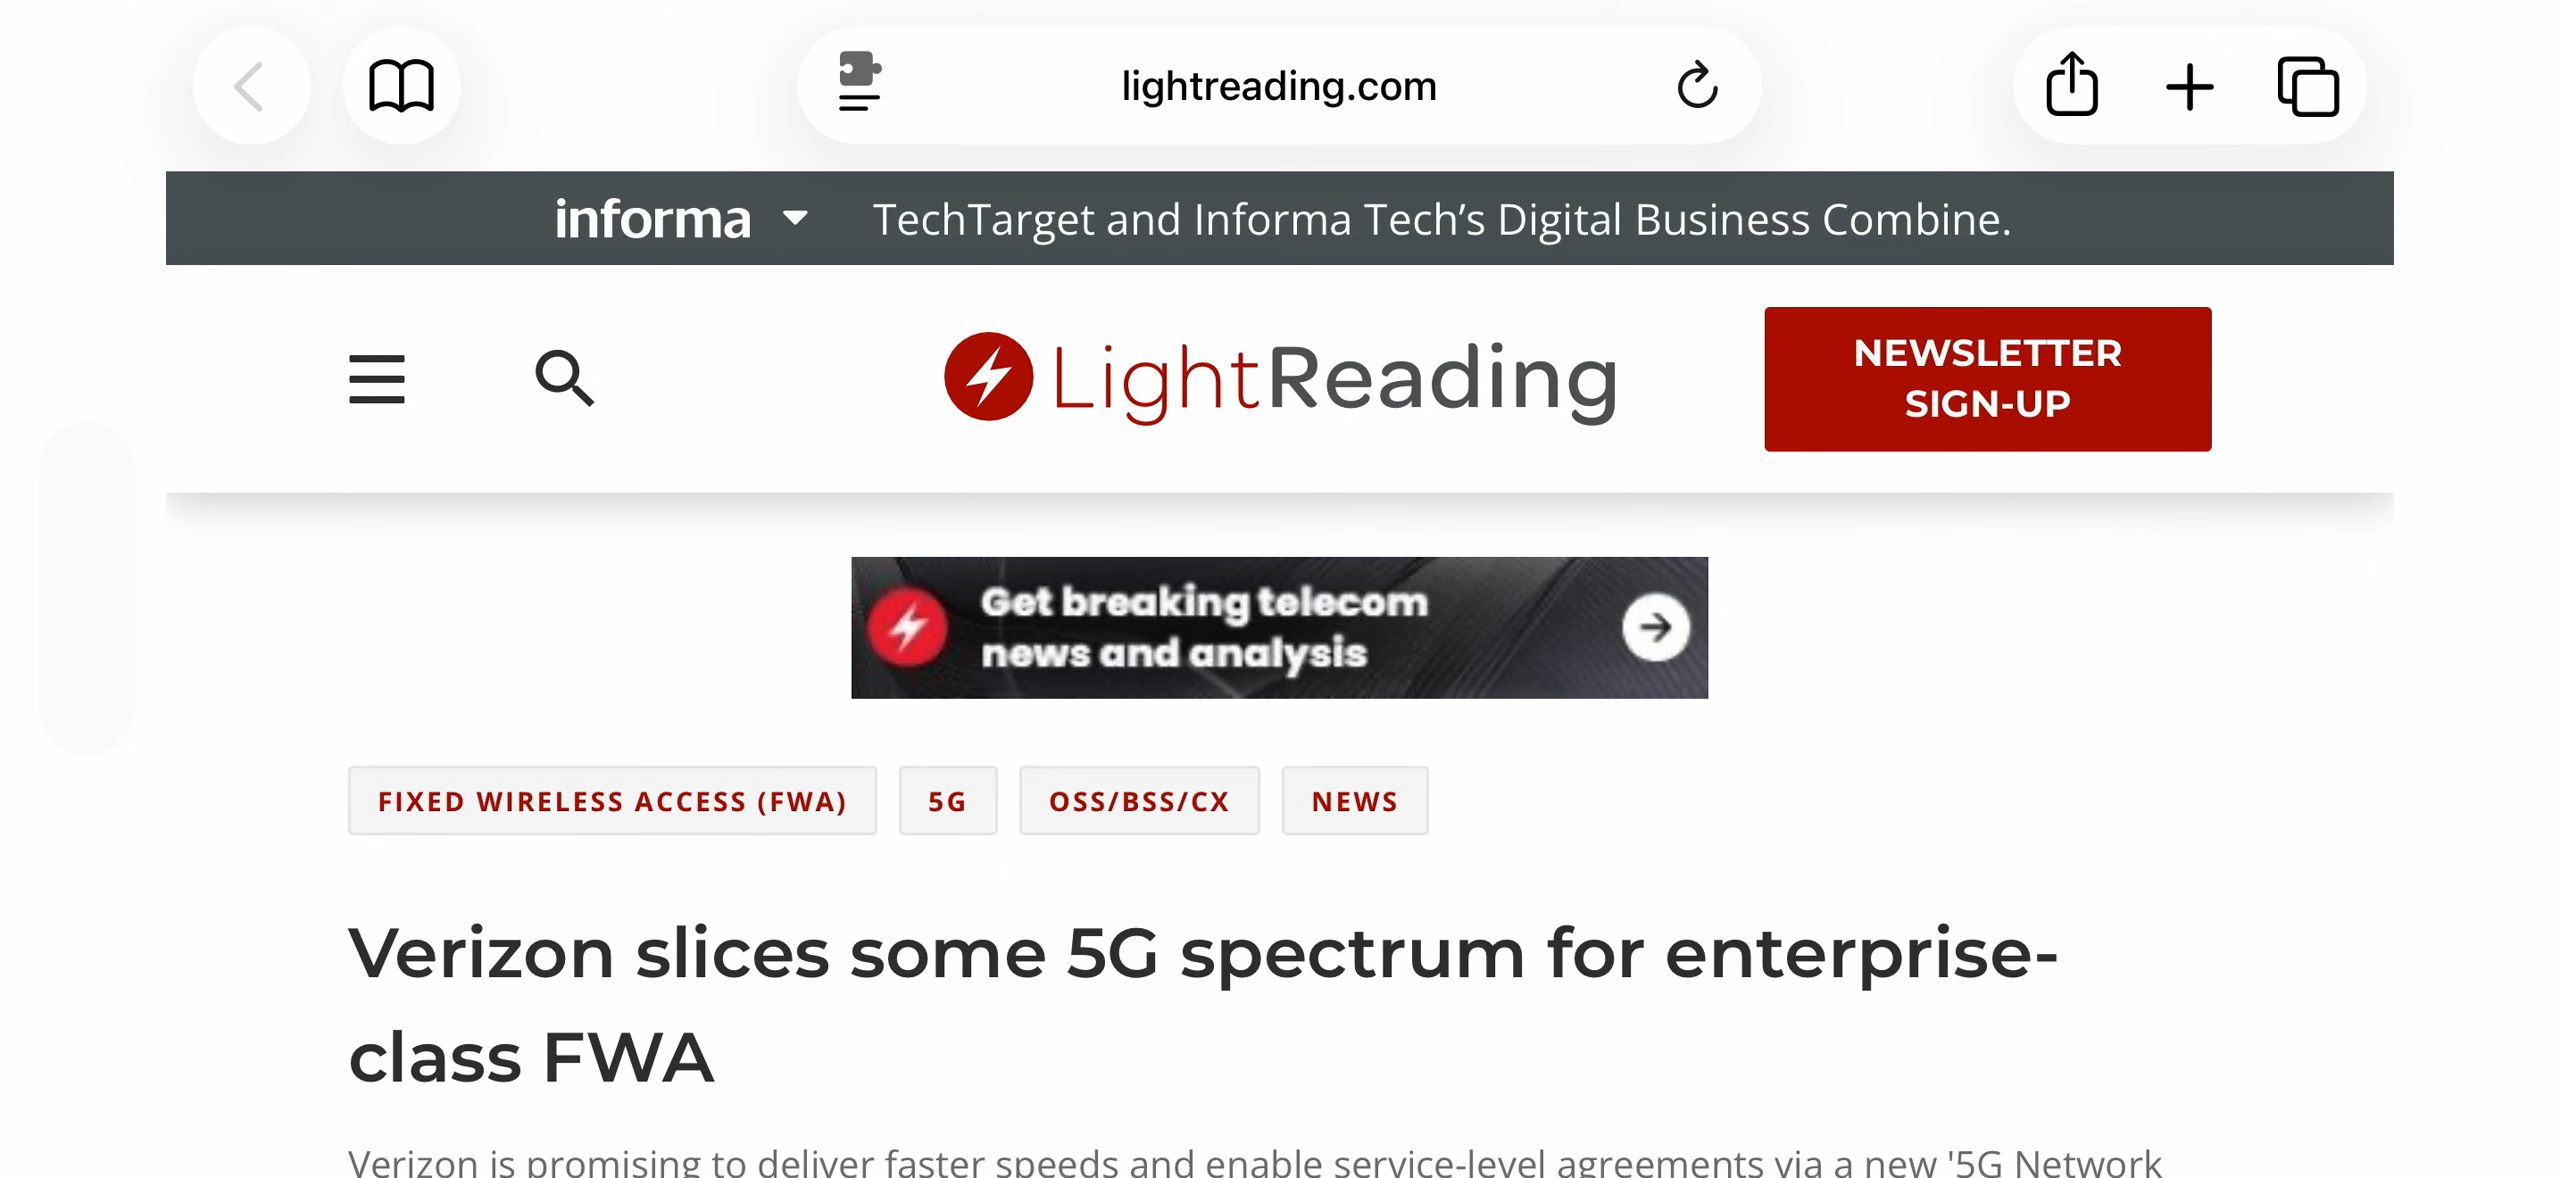 lightreading.com
informa TechTarget and Informa Tech’s Digital Business Combine.
LightReading
NEWSLETTER
SIGN-UP
Get breaking telecom
news and analysis
FIXED WIRELESS ACCESS (FWA) 5G OSS/BSS/CX NEWS
Verizon slices some 5G spectrum for enterprise-
class FWA
Verizon is promising to deliver faster speeds and enable service-level agreements via a new '5G Network